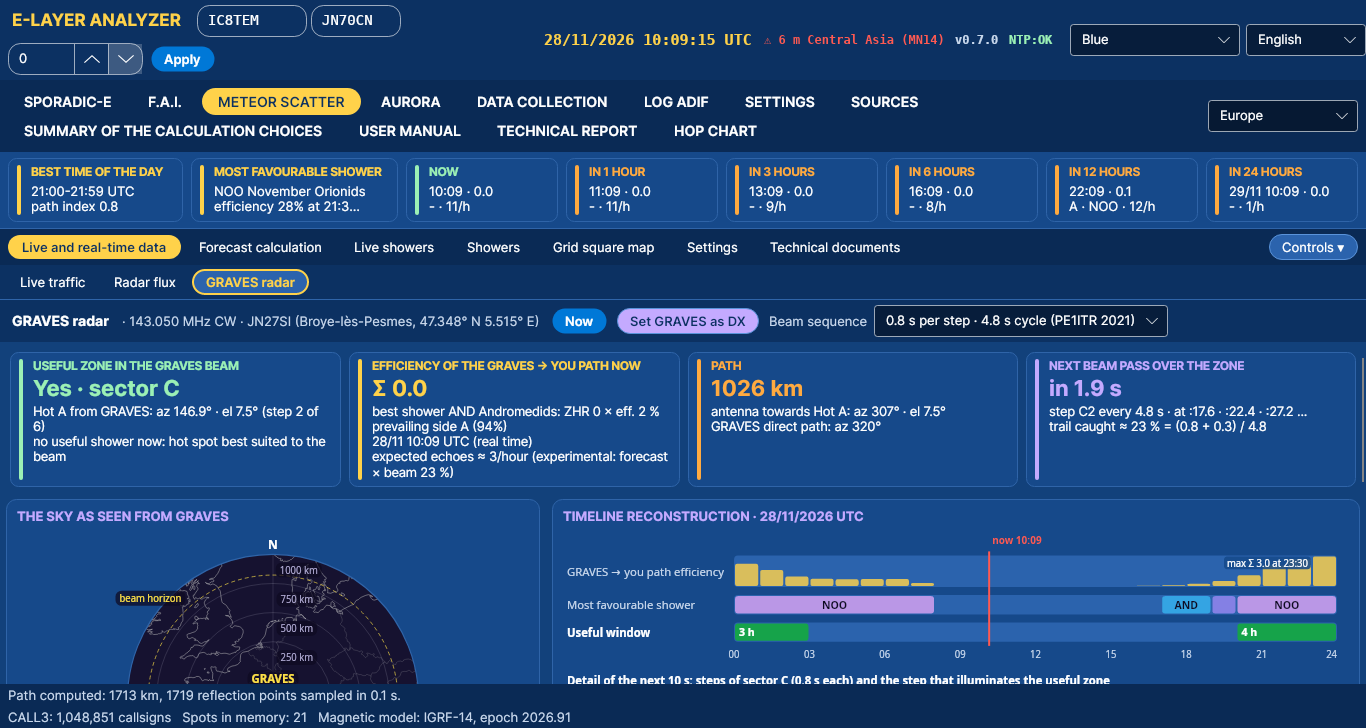 E-LAYER ANALYZER
IC8TEM
JN70CN
28/11/2026 10:09:15 UTC
⚠ 6 m Central Asia (MN14)
v0.7.0
NTP:OK
Blue
English
0
Apply
SPORADIC-E
F.A.I.
METEOR SCATTER
AURORA
DATA COLLECTION
LOG ADIF
SETTINGS
SOURCES
SUMMARY OF THE CALCULATION CHOICES
USER MANUAL
TECHNICAL REPORT
HOP CHART
Europe
BEST TIME OF THE DAY
21:00-21:59 UTC
path index 0.8
MOST FAVOURABLE SHOWER
NOO November Orionids
efficiency 28% at 21:3...
NOW
10:09 · 0.0
- · 11/h
IN 1 HOUR
11:09 · 0.0
- · 11/h
IN 3 HOURS
13:09 · 0.0
- · 9/h
IN 6 HOURS
16:09 · 0.0
- · 8/h
IN 12 HOURS
22:09 · 0.1
A · NOO · 12/h
IN 24 HOURS
29/11 10:09 · 0.0
- · 1/h
Live and real-time data
Forecast calculation
Live showers
Showers
Grid square map
Settings
Technical documents
Controls ▾
Live traffic
Radar flux
GRAVES radar
GRAVES radar · 143.050 MHz CW · JN27SI (Broye-lès-Pesmes, 47.348° N 5.515° E)
Now
Set GRAVES as DX
Beam sequence
0.8 s per step · 4.8 s cycle (PE1ITR 2021)
USEFUL ZONE IN THE GRAVES BEAM
Yes · sector C
Hot A from GRAVES: az 146.9° · el 7.5° (step 2 of
6)
no useful shower now: hot spot best suited to the
beam
EFFICIENCY OF THE GRAVES → YOU PATH NOW
Σ 0.0
best shower AND Andromedids: ZHR 0 × eff. 2 %
prevailing side A (94%)
28/11 10:09 UTC (real time)
expected echoes ≈ 3/hour (experimental: forecast
× beam 23 %)
PATH
1026 km
antenna towards Hot A: az 307° · el 7.5°
GRAVES direct path: az 320°
NEXT BEAM PASS OVER THE ZONE
in 1.9 s
step C2 every 4.8 s · at :17.6 · :22.4 · :27.2 ...
trail caught ≈ 23 % = (0.8 + 0.3) / 4.8
THE SKY AS SEEN FROM GRAVES
N
1000 km
750 km
500 km
250 km
beam horizon
GRAVES
TIMELINE RECONSTRUCTION · 28/11/2026 UTC
now 10:09
GRAVES → you path efficiency
max Σ 3.0 at 23:30
Most favourable shower
NOO
AND
NOO
Useful window
3 h
4 h
00
03
06
09
12
15
18
21
24
Detail of the next 10 s: steps of sector C (0.8 s each) and the step that illuminates the useful zone
Path computed: 1713 km, 1719 reflection points sampled in 0.1 s.
CALL3: 1,048,851 callsigns
Spots in memory: 21
Magnetic model: IGRF-14, epoch 2026.91